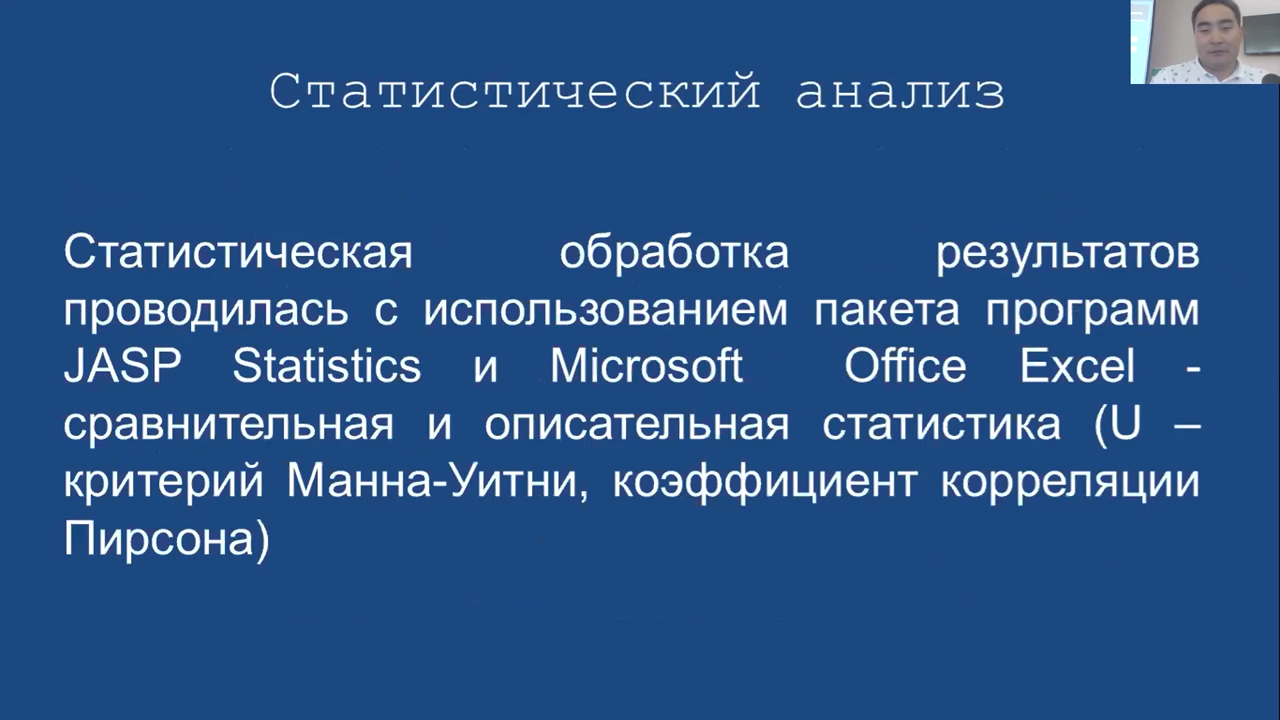 Статистический анализ
Статистическая обработка результатов
проводилась с использованием пакета программ
JASP Statistics и Microsoft Office Excel -
сравнительная и описательная статистика (U –
критерий Манна-Уитни, коэффициент корреляции
Пирсона)